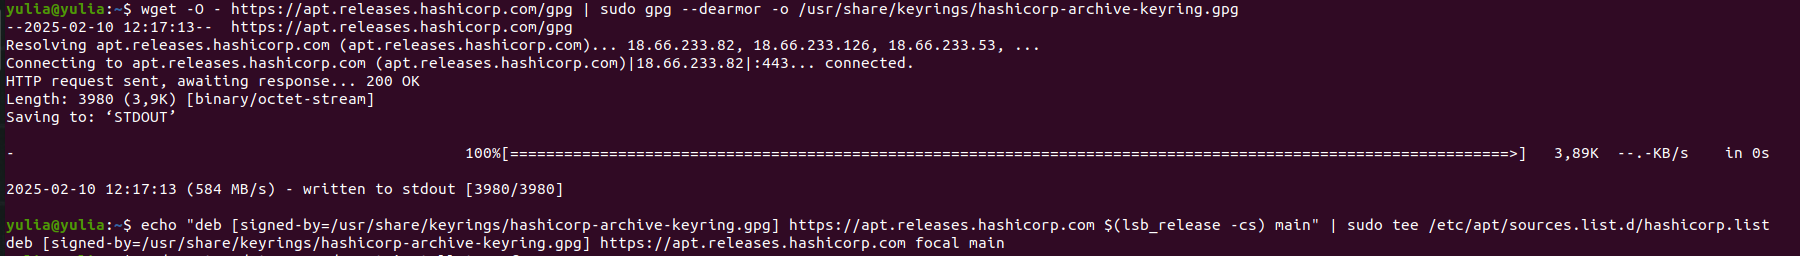 yulia@yulia:~$ wget -O - https://apt.releases.hashicorp.com/gpg | sudo gpg --dearmor -o /usr/share/keyrings/hashicorp-archive-keyring.gpg
--2025-02-10 12:17:13--  https://apt.releases.hashicorp.com/gpg
Resolving apt.releases.hashicorp.com (apt.releases.hashicorp.com)... 18.66.233.82, 18.66.233.126, 18.66.233.53, ...
Connecting to apt.releases.hashicorp.com (apt.releases.hashicorp.com)|18.66.233.82|:443... connected.
HTTP request sent, awaiting response... 200 OK
Length: 3980 (3,9K) [binary/octet-stream]
Saving to: ‘STDOUT’
-                                                  100%[===============================================================================================================>]   3,89K  --.-KB/s    in 0s
2025-02-10 12:17:13 (584 MB/s) - written to stdout [3980/3980]
yulia@yulia:~$ echo "deb [signed-by=/usr/share/keyrings/hashicorp-archive-keyring.gpg] https://apt.releases.hashicorp.com $(lsb_release -cs) main" | sudo tee /etc/apt/sources.list.d/hashicorp.list
deb [signed-by=/usr/share/keyrings/hashicorp-archive-keyring.gpg] https://apt.releases.hashicorp.com focal main